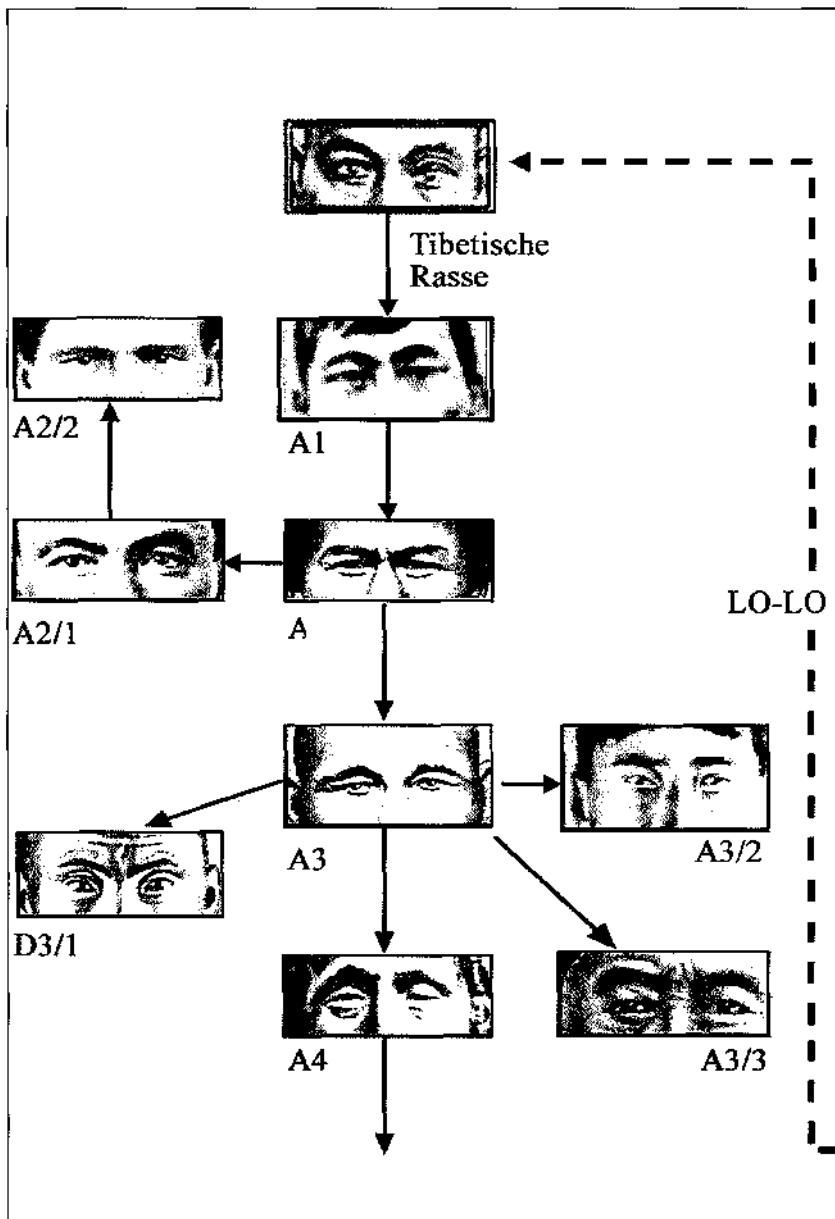 Tibetische
Rasse
A2/2
A1
A2/1
A
LO-LO
A3
A3/2
D3/1
A4
A3/3